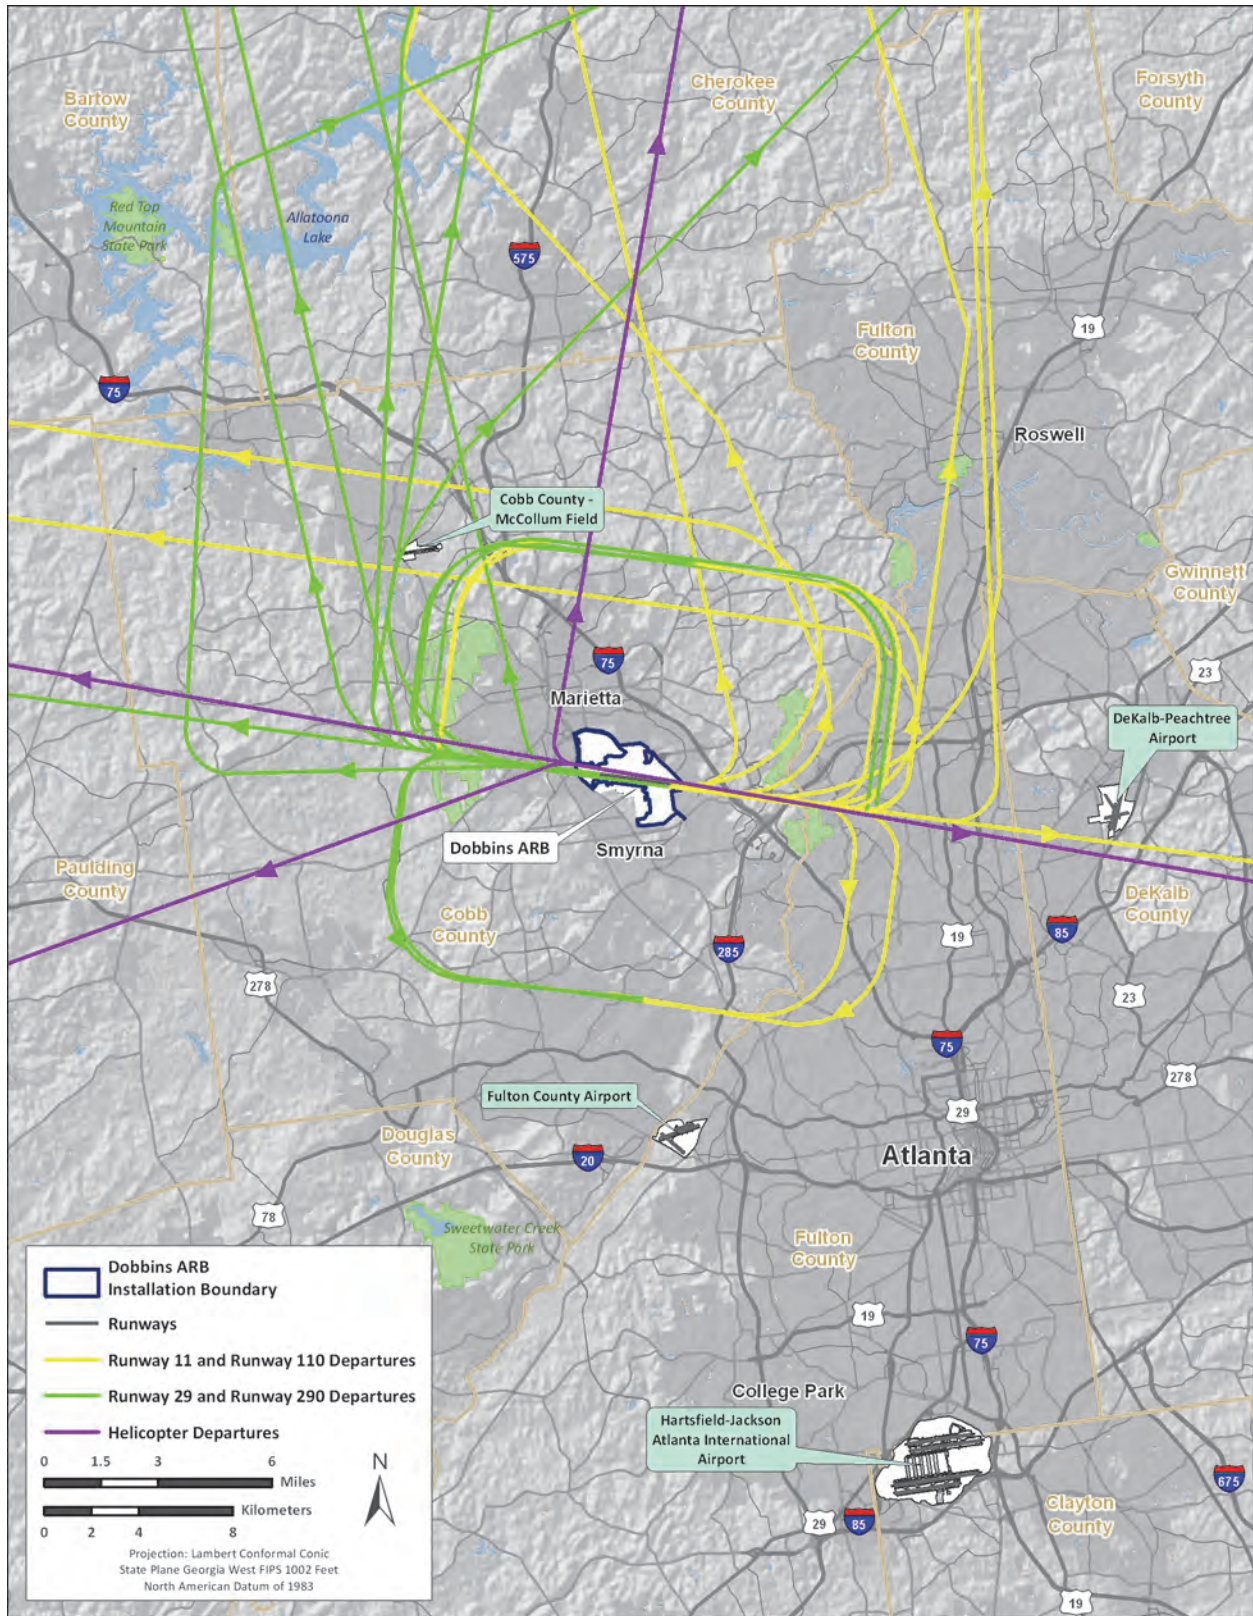 Bartow
County
Cherokee
County
Forsyth
County
Red Top
Mountain
State Park
Allatoona
Lake
575
19
Fulton
County
75
Roswell
Cobb County -
McCollum Field
Gwinnett
County
75
23
Marietta
DeKalb-Peachtree
Airport
Dobbins ARB
Smyrna
Paulding
County
DeKalb
County
Cobb
County
19
85
285
278
23
75
278
Fulton County Airport
29
Douglas
County
Atlanta
20
78
Sweetwater Creek
State Park
Fulton
County
19
75
College Park
Hartsfield-Jackson
Atlanta International
Airport
675
29
85
Clayton
County
19
Dobbins ARB
Installation Boundary
Runways
Runway 11 and Runway 110 Departures
Runway 29 and Runway 290 Departures
Helicopter Departures
0 1.5 3 6
Miles
Kilometers
0 2 4 8
N
Projection: Lambert Conformal Conic
State Plane Georgia West FIPS 1002 Feet
North American Datum of 1983